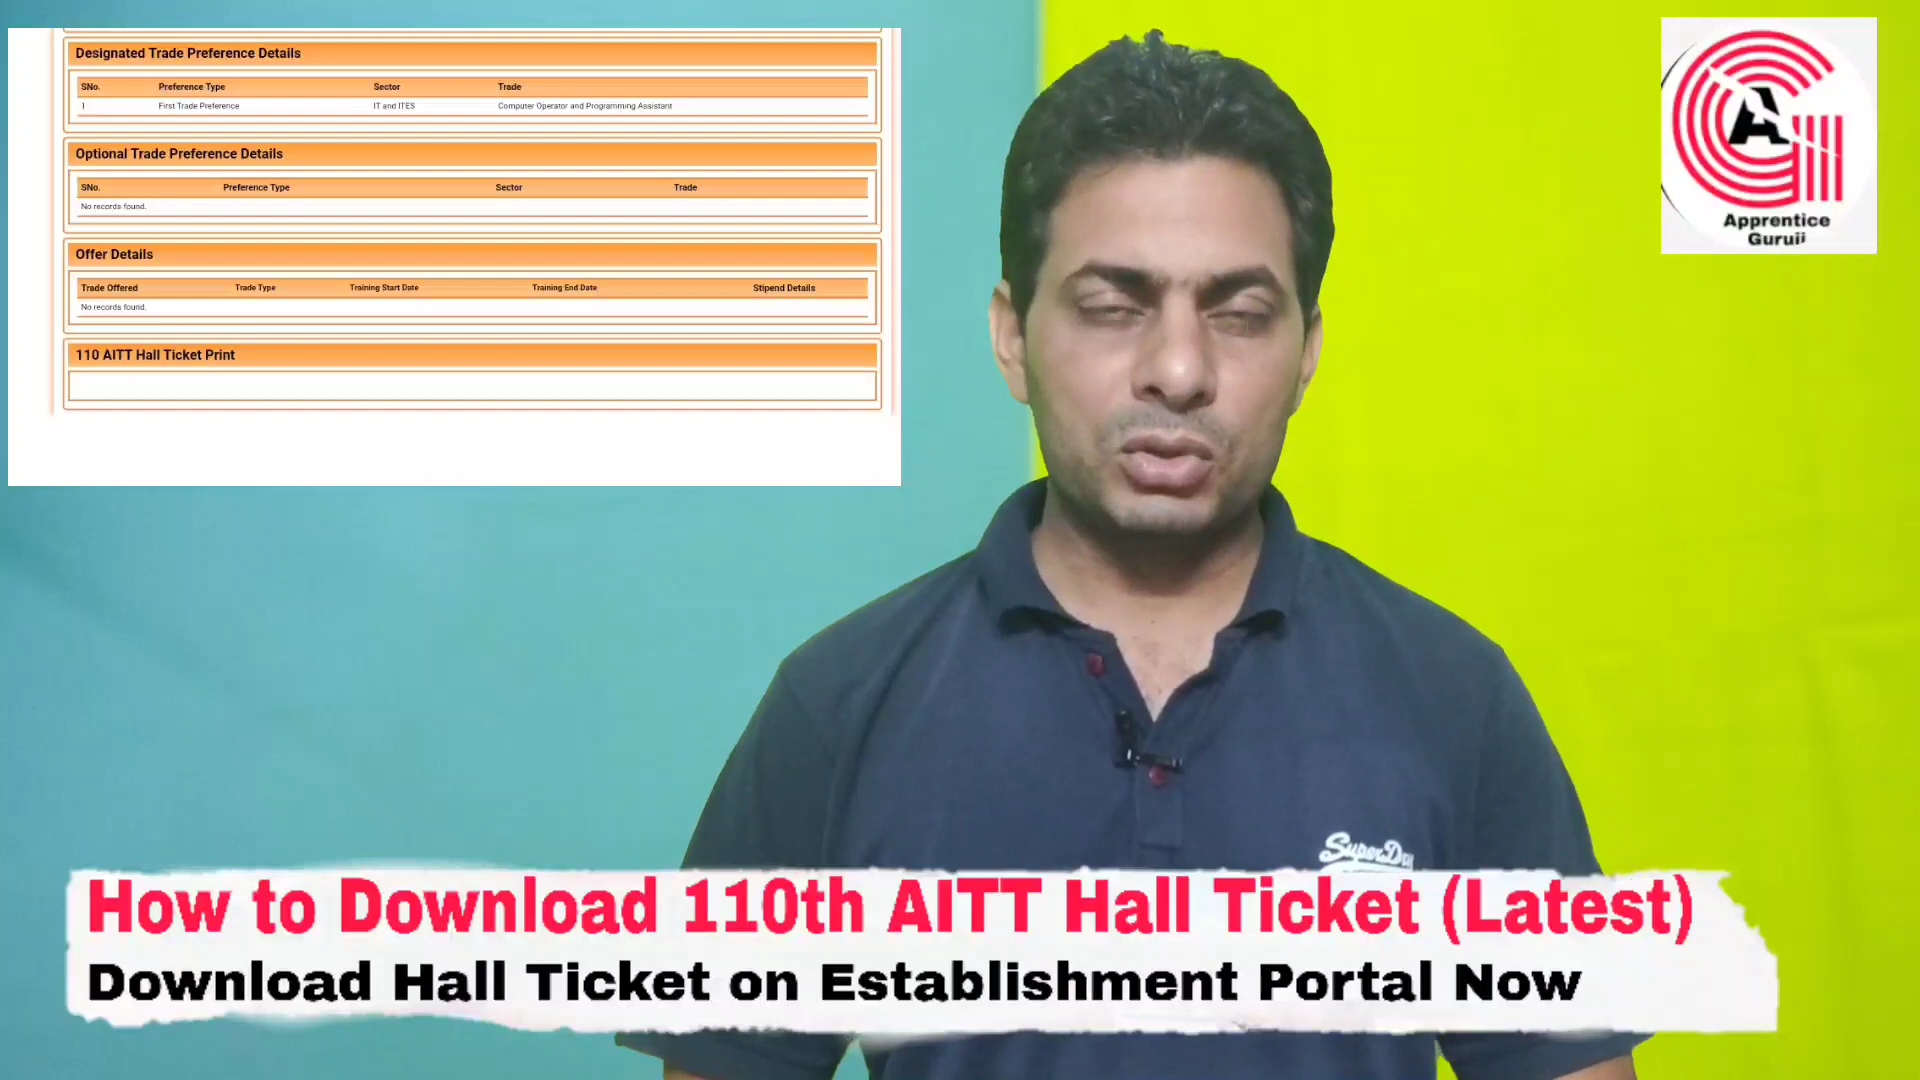 Designated Trade Preference Details
SNo. Preference Type Sector Trade
1 First Trade Preference IT and ITES Computer Operator and Programming Assistant
Optional Trade Preference Details
SNo. Preference Type Sector Trade
No records found.
Offer Details
Trade Offered Trade Type Training Start Date Training End Date Stipend Details
No records found.
110 AITT Hall Ticket Print
A
Apprentice
Guruji
SuperDry
How to Download 110th AITT Hall Ticket (Latest)
Download Hall Ticket on Establishment Portal Now